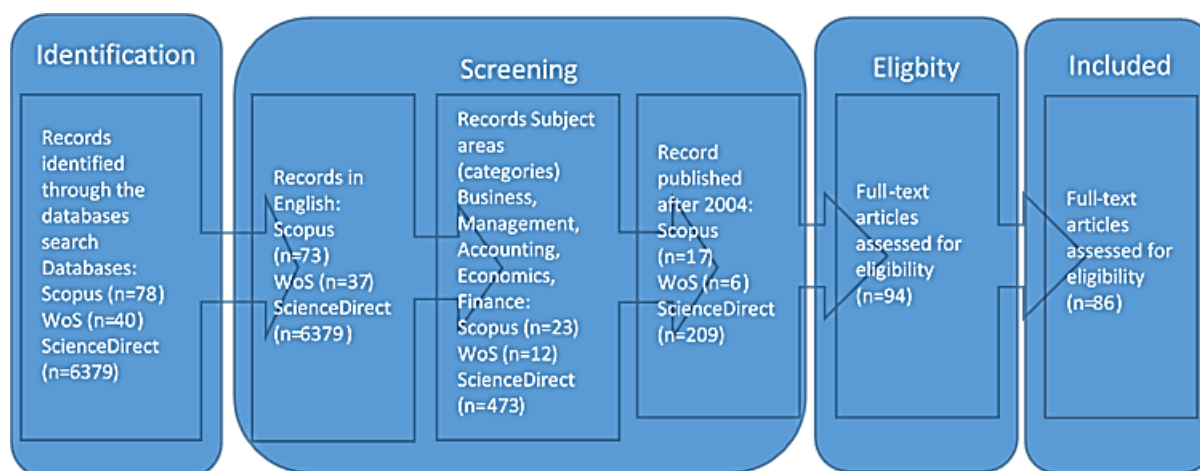 Identification
Records
identified
through the
databases
search
Databases:
Scopus (n=78)
WoS (n=40)
ScienceDirect
(n=6379)
Screening
Records in
English:
Scopus
(n=73)
WoS (n=37)
ScienceDirect
(n=6379)
Records Subject
areas
(categories)
Business,
Management,
Accounting,
Economics,
Finance:
Scopus (n=23)
WoS (n=12)
ScienceDirect
(n=473)
Record
published
after 2004:
Scopus
(n=17)
WoS (n=6)
ScienceDirect
(n=209)
Eligbity
Full-text
articles
assessed for
eligibility
(n=94)
Included
Full-text
articles
assessed for
eligibility
(n=86)